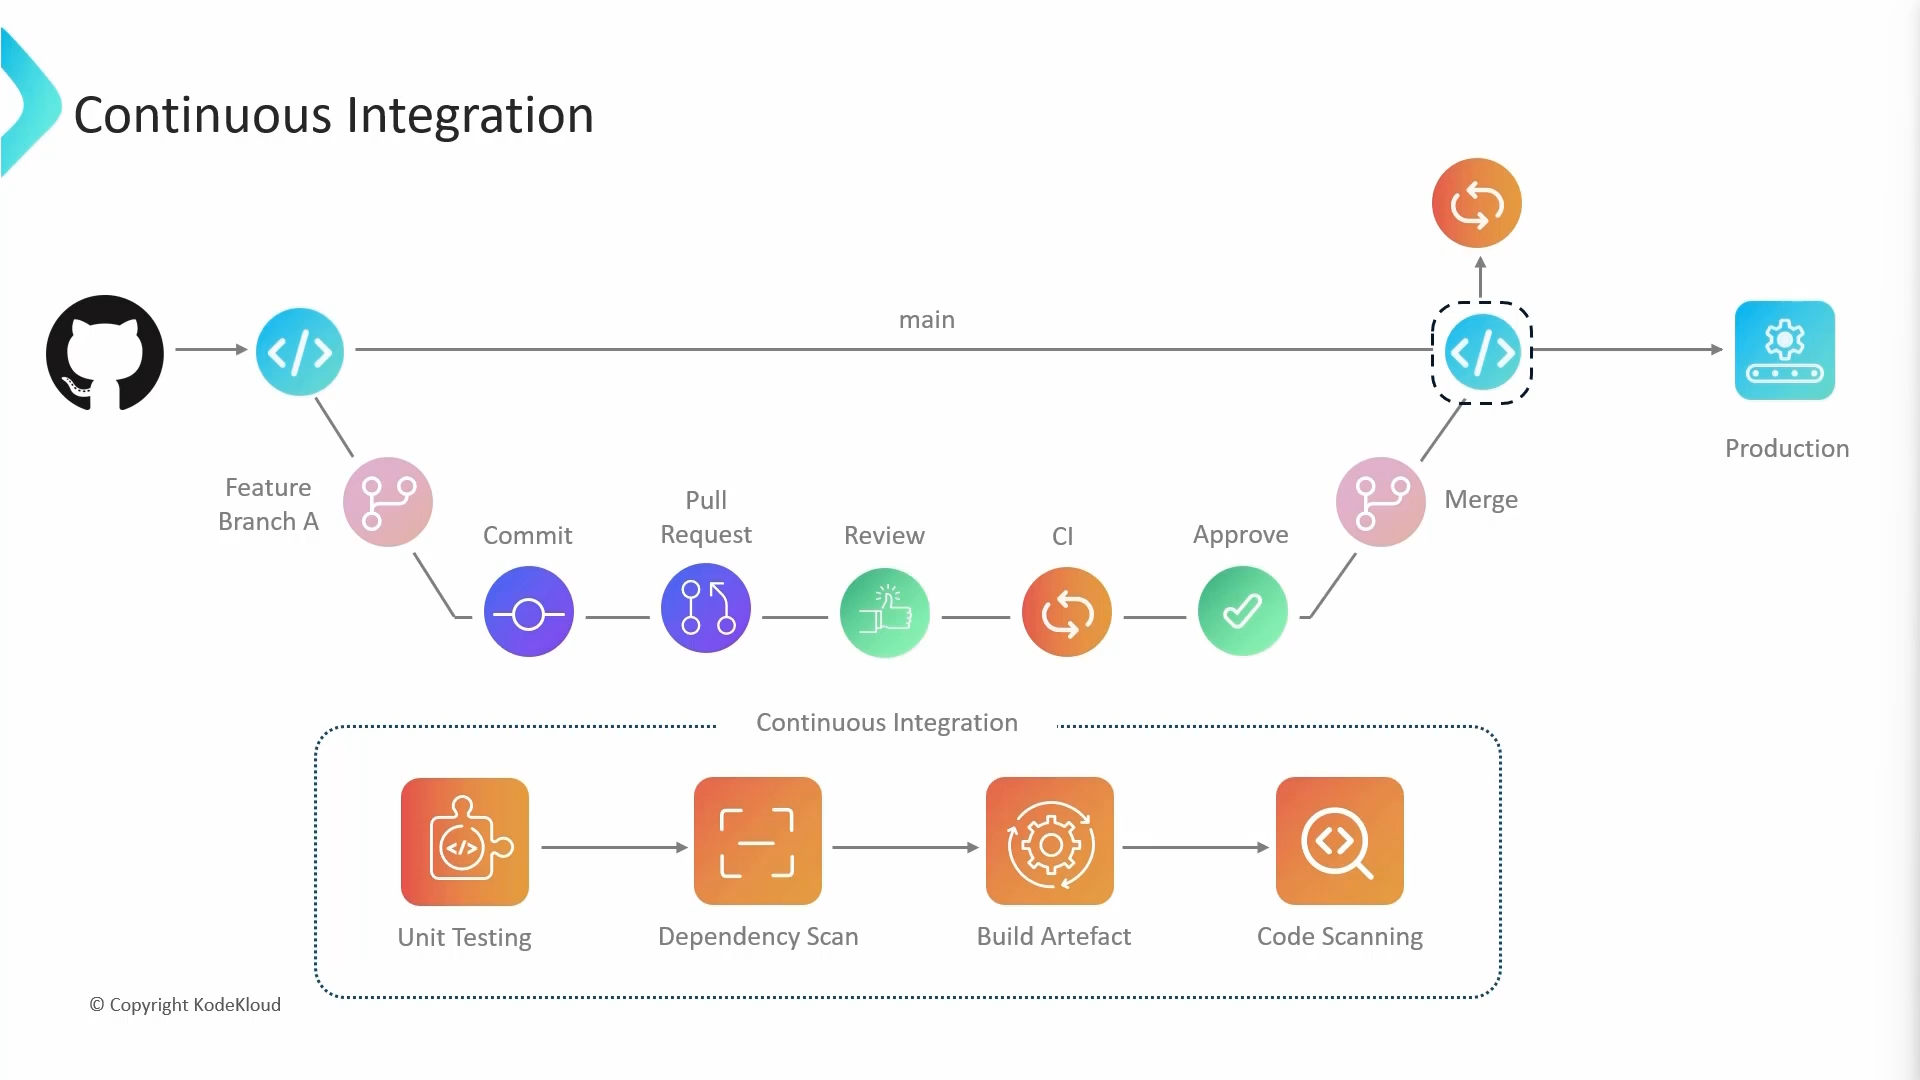 Continuous Integration
main
Production
Feature
Branch A
Commit
Pull
Request
Review
CI
Approve
Merge
Continuous Integration
Unit Testing
Dependency Scan
Build Artefact
Code Scanning
© Copyright KodeKloud